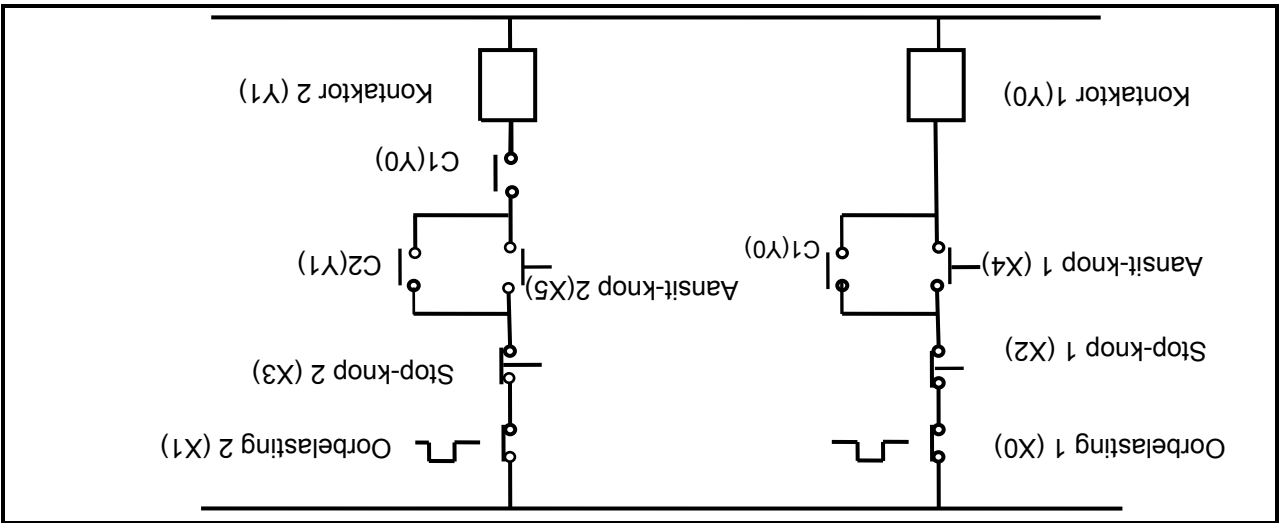 Oorbelasting 1 (X0)
Oorbelasting 2 (X1)
Stop-knop 1 (X2)
Stop-knop 2 (X3)
Aansit-knop 1 (X4)
C1(Y0)
Aansit-knop 2(X5)
C2(Y1)
C1(Y0)
Kontaktor 1(Y0)
Kontaktor 2 (Y1)